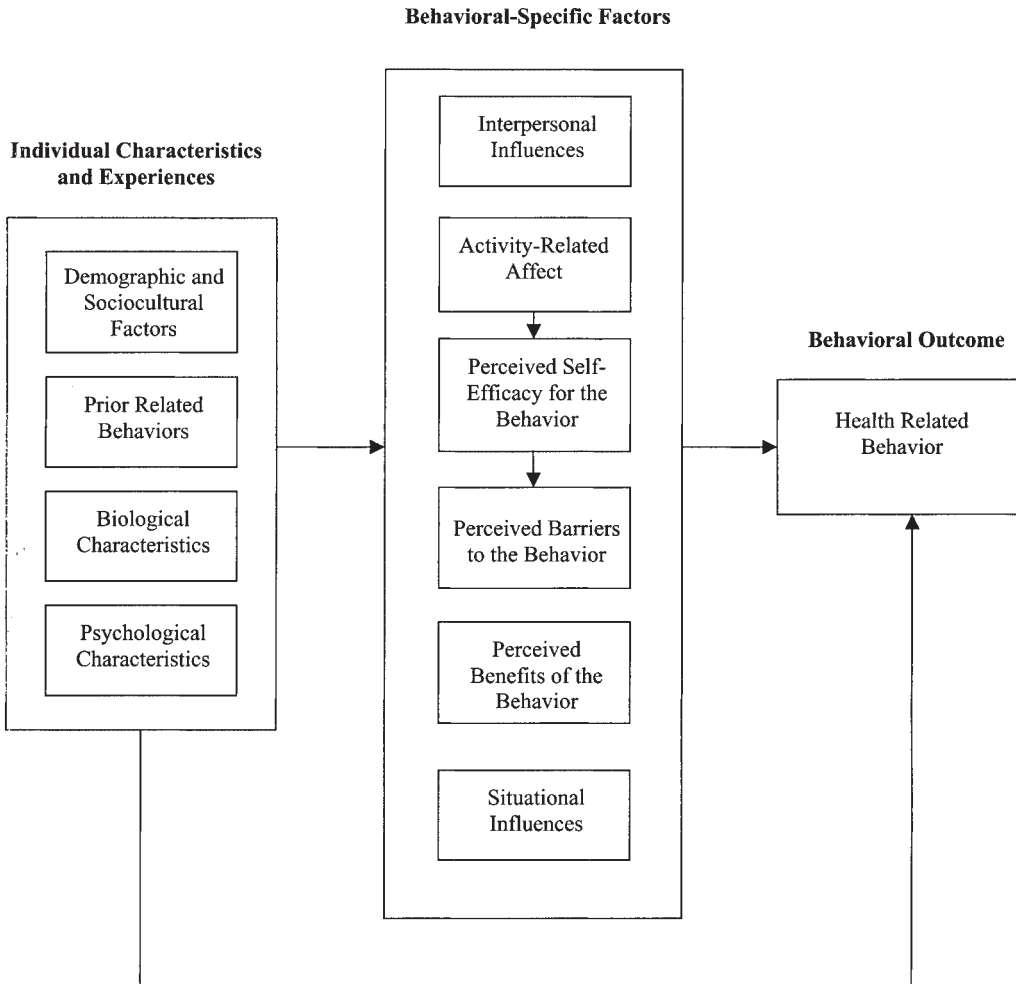 Behavioral-Specific Factors
Individual Characteristics
and Experiences
Demographic and
Sociocultural
Factors
Prior Related
Behaviors
Biological
Characteristics
Psychological
Characteristics
Interpersonal
Influences
Activity-Related
Affect
Perceived Self-
Efficacy for the
Behavior
Perceived Barriers
to the Behavior
Perceived
Benefits of the
Behavior
Situational
Influences
Behavioral Outcome
Health Related
Behavior